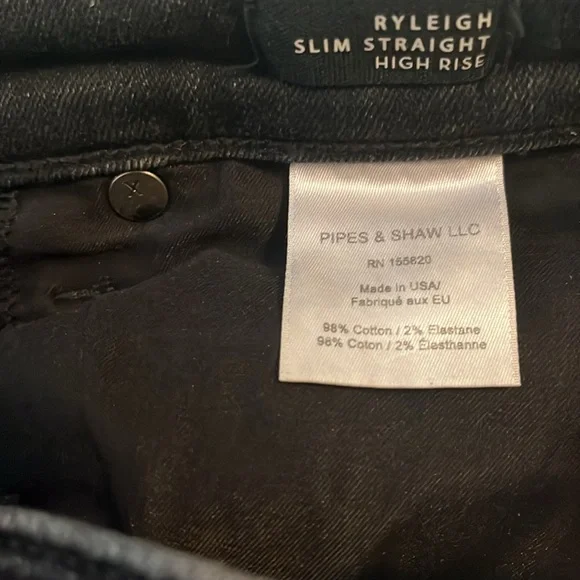 RYLEIGH
SLIM STRAIGHT
HIGH RISE
PIPES & SHAW LLC
RN 155820
Made in USA/
Fabriqué aux EU
98% Cotton / 2% Elastane
98% Coton / 2% Élasthanne